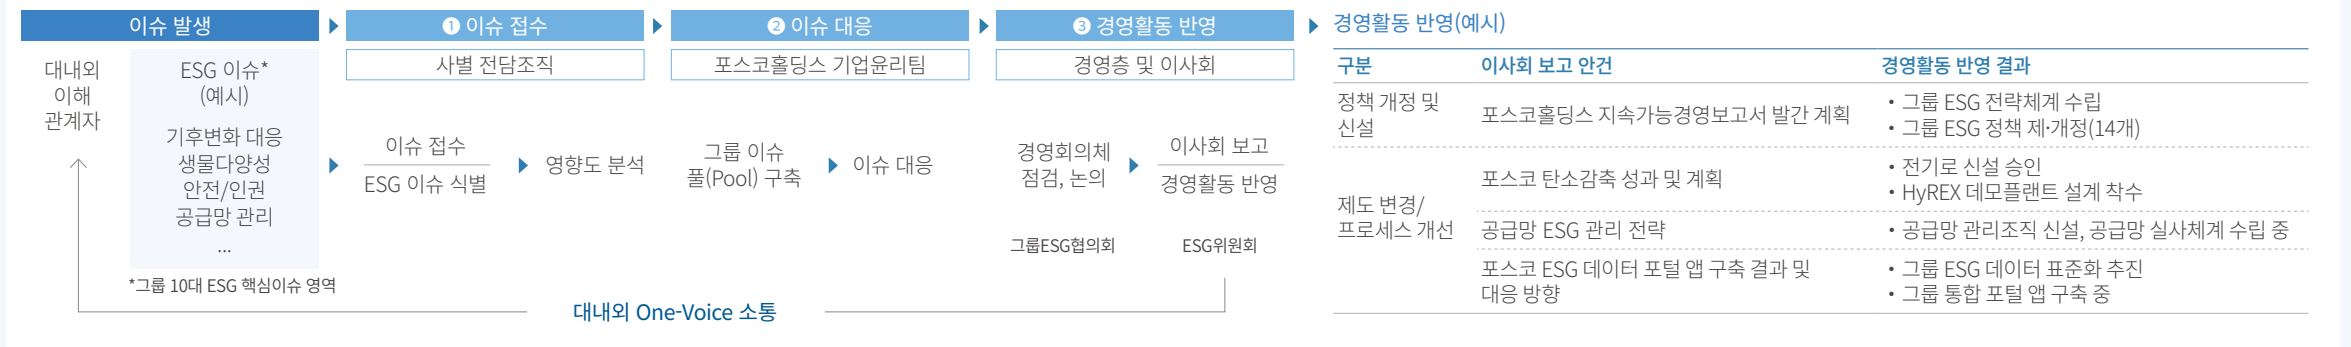 이슈 발생
대내외
이해
관계자
ESG 이슈*
(예시)
기후변화 대응
생물다양성
안전/인권
공급망 관리
...
*그룹 10대 ESG 핵심이슈 영역
❶ 이슈 접수
사별 전담조직
이슈 접수
ESG 이슈 식별
영향도 분석
❷ 이슈 대응
포스코홀딩스 기업윤리팀
그룹 이슈
풀(Pool) 구축
이슈 대응
❸ 경영활동 반영
경영층 및 이사회
경영회의체
점검, 논의
이사회 보고
경영활동 반영
그룹ESG협의회
ESG위원회
대내외 One-Voice 소통
경영활동 반영(예시)
구분 이사회 보고 안건 경영활동 반영 결과
정책 개정 및
신설
포스코홀딩스 지속가능경영보고서 발간 계획
• 그룹 ESG 전략체계 수립
• 그룹 ESG 정책 제·개정(14개)
제도 변경/
프로세스 개선
포스코 탄소감축 성과 및 계획
• 전기로 신설 승인
• HyREX 데모플랜트 설계 착수
공급망 ESG 관리 전략
• 공급망 관리조직 신설, 공급망 실사체계 수립 중
포스코 ESG 데이터 포털 앱 구축 결과 및
대응 방향
• 그룹 ESG 데이터 표준화 추진
• 그룹 통합 포털 앱 구축 중